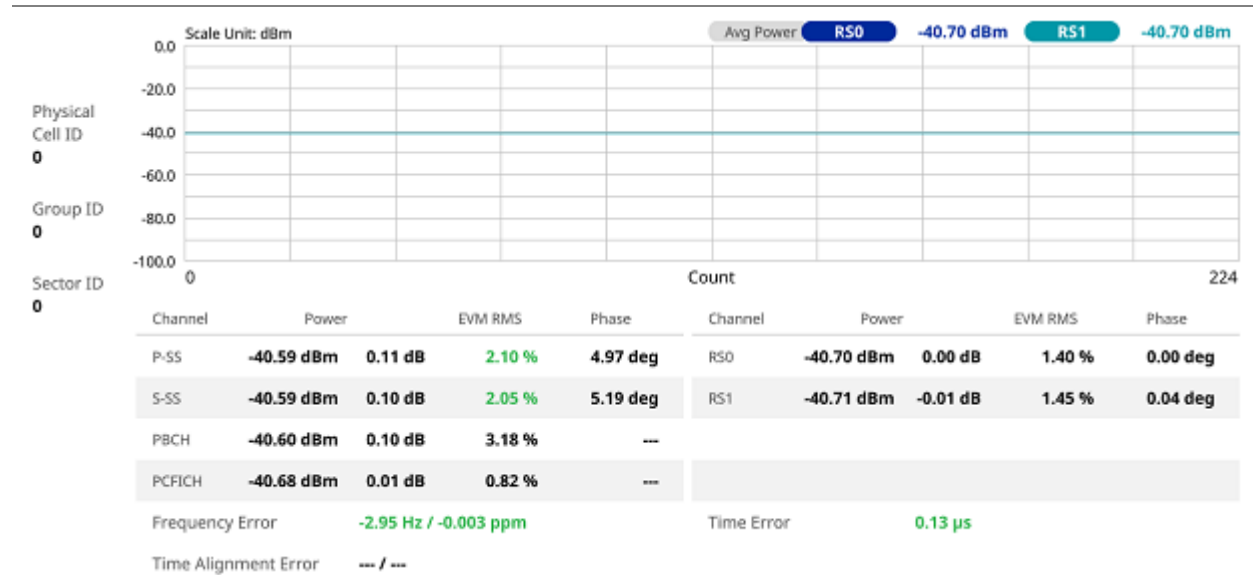 Scale Unit: dBm
Avg Power RS0 -40.70 dBm RS1 -40.70 dBm
0.0
-20.0
-40.0
-60.0
-80.0
-100.0
0 Count 224
Physical
Cell ID
0
Group ID
0
Sector ID
0
Channel Power EVM RMS Phase
P-SS -40.59 dBm 0.11 dB 2.10 % 4.97 deg
S-SS -40.59 dBm 0.10 dB 2.05 % 5.19 deg
PBCH -40.60 dBm 0.10 dB 3.18 % ---
PCFICH -40.68 dBm 0.01 dB 0.82 % ---
Channel Power EVM RMS Phase
RS0 -40.70 dBm 0.00 dB 1.40 % 0.00 deg
RS1 -40.71 dBm -0.01 dB 1.45 % 0.04 deg
Frequency Error -2.95 Hz / -0.003 ppm
Time Error 0.13 µs
Time Alignment Error --- / ---